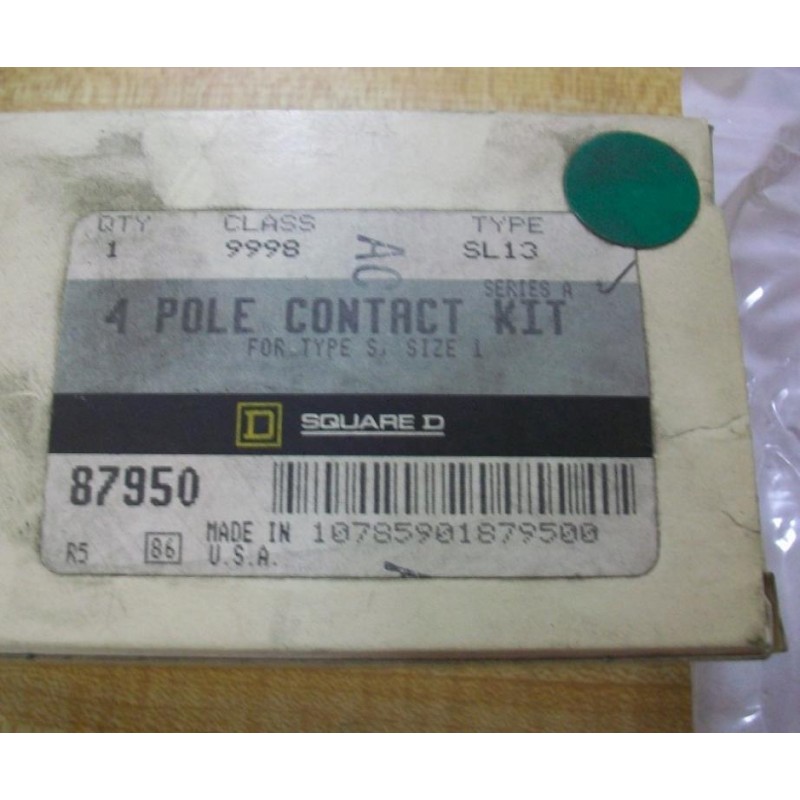 QTY CLASS TYPE
1 9998 SL13
AC
SERIES A
4 POLE CONTACT KIT
FOR TYPE S, SIZE 1
D SQUARE D
87950
R5 86 MADE IN 10785901879500
U.S.A.